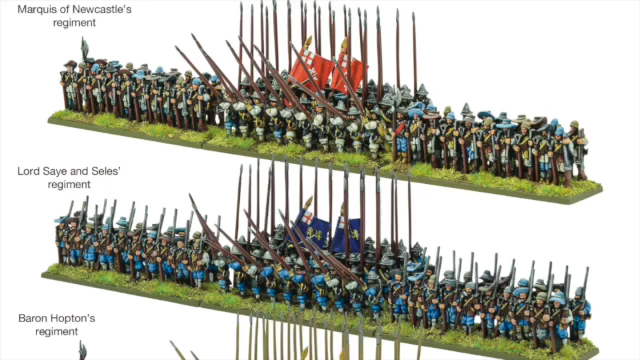 Marquis of Newcastle's
regiment
Lord Saye and Seles'
regiment
Baron Hopton's
regiment